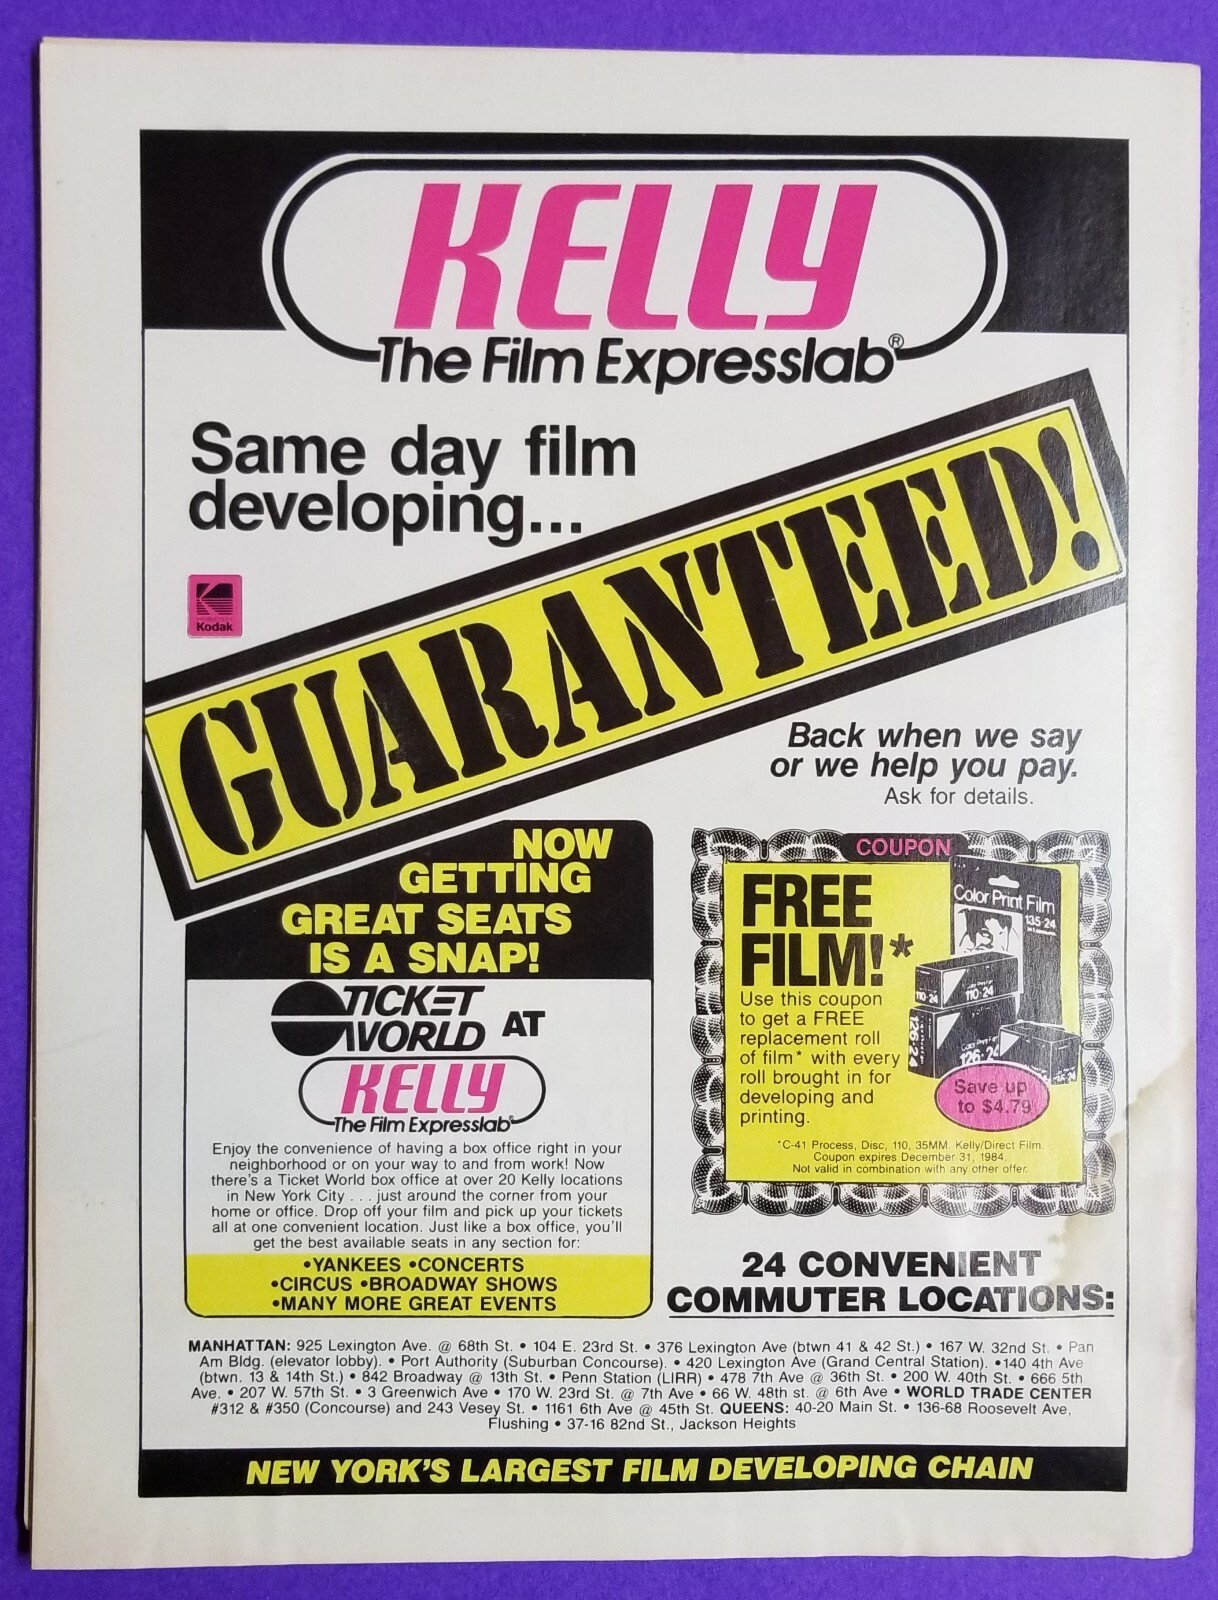 KELLY
The Film Expresslab®
Same day film
developing...
Kodak
GUARANTEED!
Back when we say
or we help you pay.
Ask for details.
NOW
GETTING
GREAT SEATS
IS A SNAP!
TICKET
WORLD AT
KELLY
The Film Expresslab®
Enjoy the convenience of having a box office right in your
neighborhood or on your way to and from work! Now
there's a Ticket World box office at over 20 Kelly locations
in New York City . . . just around the corner from your
home or office. Drop off your film and pick up your tickets
all at one convenient location. Just like a box office, you'll
get the best available seats in any section for:
•YANKEES •CONCERTS
•CIRCUS •BROADWAY SHOWS
•MANY MORE GREAT EVENTS
COUPON
FREE
FILM!*
Use this coupon
to get a FREE
replacement roll
of film* with every
roll brought in for
developing and
printing.
Color Print Film
135-24
110-24
110-24
126-24
Save up
to $4.79
*C-41 Process, Disc, 110, 35MM. Kelly/Direct Film.
Coupon expires December 31, 1984.
Not valid in combination with any other offer.
24 CONVENIENT
COMMUTER LOCATIONS:
MANHATTAN: 925 Lexington Ave. @ 68th St. • 104 E. 23rd St. • 376 Lexington Ave (btwn 41 & 42 St.) • 167 W. 32nd St. • Pan
Am Bldg. (elevator lobby). • Port Authority (Suburban Concourse). • 420 Lexington Ave (Grand Central Station). •140 4th Ave
(btwn. 13 & 14th St.) • 842 Broadway @ 13th St. • Penn Station (LIRR) • 478 7th Ave @ 36th St. • 200 W. 40th St. • 666 5th
Ave. • 207 W. 57th St. • 3 Greenwich Ave • 170 W. 23rd St. @ 7th Ave • 66 W. 48th st. @ 6th Ave • WORLD TRADE CENTER
#312 & #350 (Concourse) and 243 Vesey St. • 1161 6th Ave @ 45th St. QUEENS: 40-20 Main St. • 136-68 Roosevelt Ave,
Flushing • 37-16 82nd St., Jackson Heights
NEW YORK'S LARGEST FILM DEVELOPING CHAIN